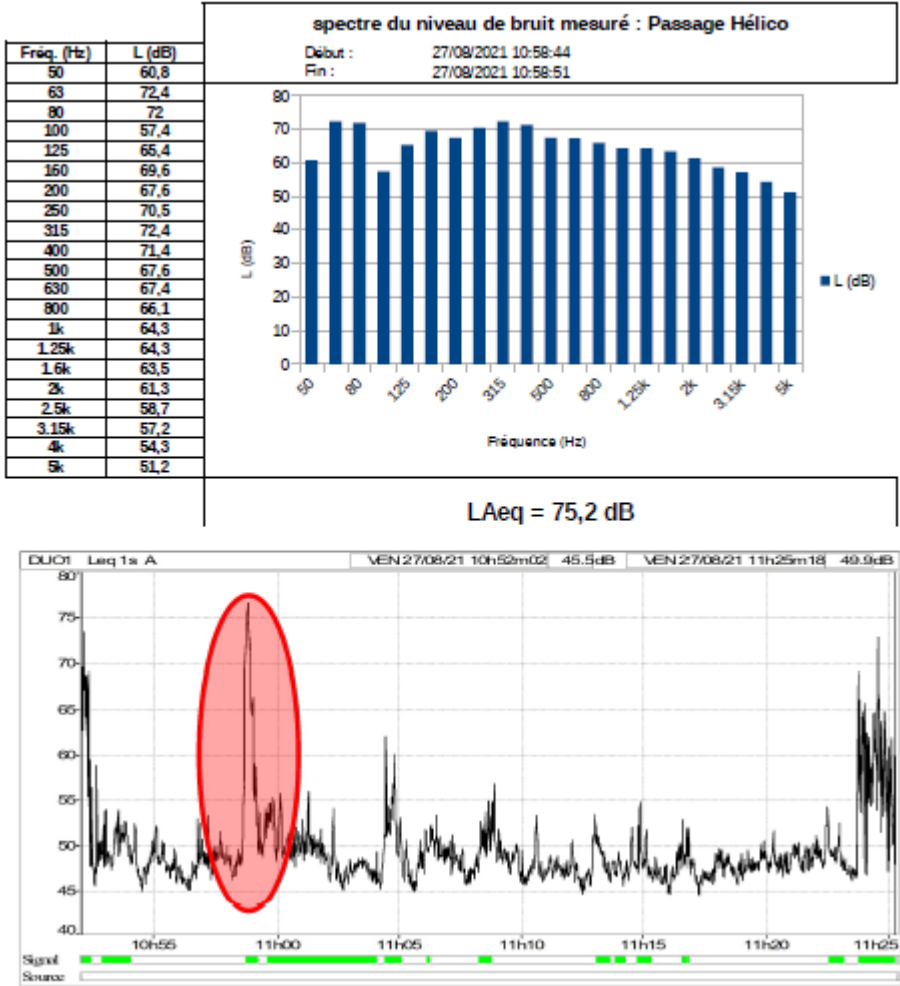 spectre du niveau de bruit mesuré : Passage Hélico
Début : 27/08/2021 10:58:44
Fin : 27/08/2021 10:58:51
Fréq. (Hz) L (dB)
50 60,8
63 72,4
80 72
100 57,4
125 65,4
160 69,6
200 67,6
250 70,5
315 72,4
400 71,4
500 67,6
630 67,4
800 66,1
1k 64,3
1.25k 64,3
1.6k 63,5
2k 61,3
2.5k 58,7
3.15k 57,2
4k 54,3
5k 51,2
80
70
60
50
40
30
20
10
0
L (dB)
50 80 125 200 315 500 800 1.25k 2k 3.15k 5k
Fréquence (Hz)
L (dB)
LAeq = 75,2 dB
DUO1 Leq 1s A VEN 27/08/21 10h52m02 45.5dB VEN 27/08/21 11h25m18 49.9dB
80
75
70
65
60
55
50
45
40
10h55 11h00 11h05 11h10 11h15 11h20 11h25
Signal
Source